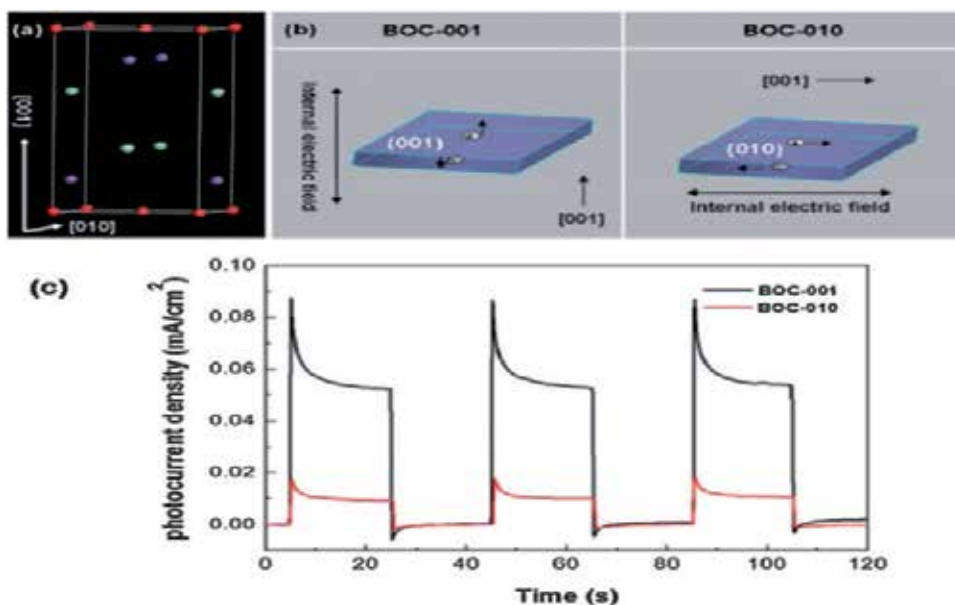 (a)
[001]
[010]
(b)
BOC-001
BOC-010
Internal electric field
(001)
[001]
[001]
(010)
Internal electric field
(c)
photocurrent density (mA/cm²)
0.10
0.08
0.06
0.04
0.02
0.00
BOC-001
BOC-010
0 20 40 60 80 100 120
Time (s)